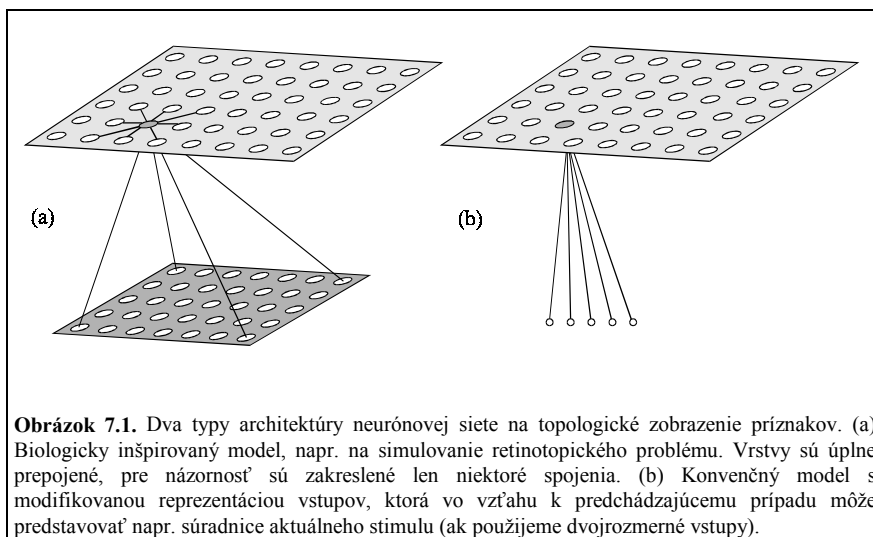 (a)
(b)
Obrázok 7.1. Dva typy architektúry neurónovej siete na topologické zobrazenie príznakov. (a)
Biologicky inšpirovaný model, napr. na simulovanie retinotopického problému. Vrstvy sú úplne
prepojené, pre názornosť sú zakreslené len niektoré spojenia. (b) Konvenčný model s
modifikovanou reprezentáciou vstupov, ktorá vo vzťahu k predchádzajúcemu prípadu môže
predstavovať napr. súradnice aktuálneho stimulu (ak použijeme dvojrozmerné vstupy).